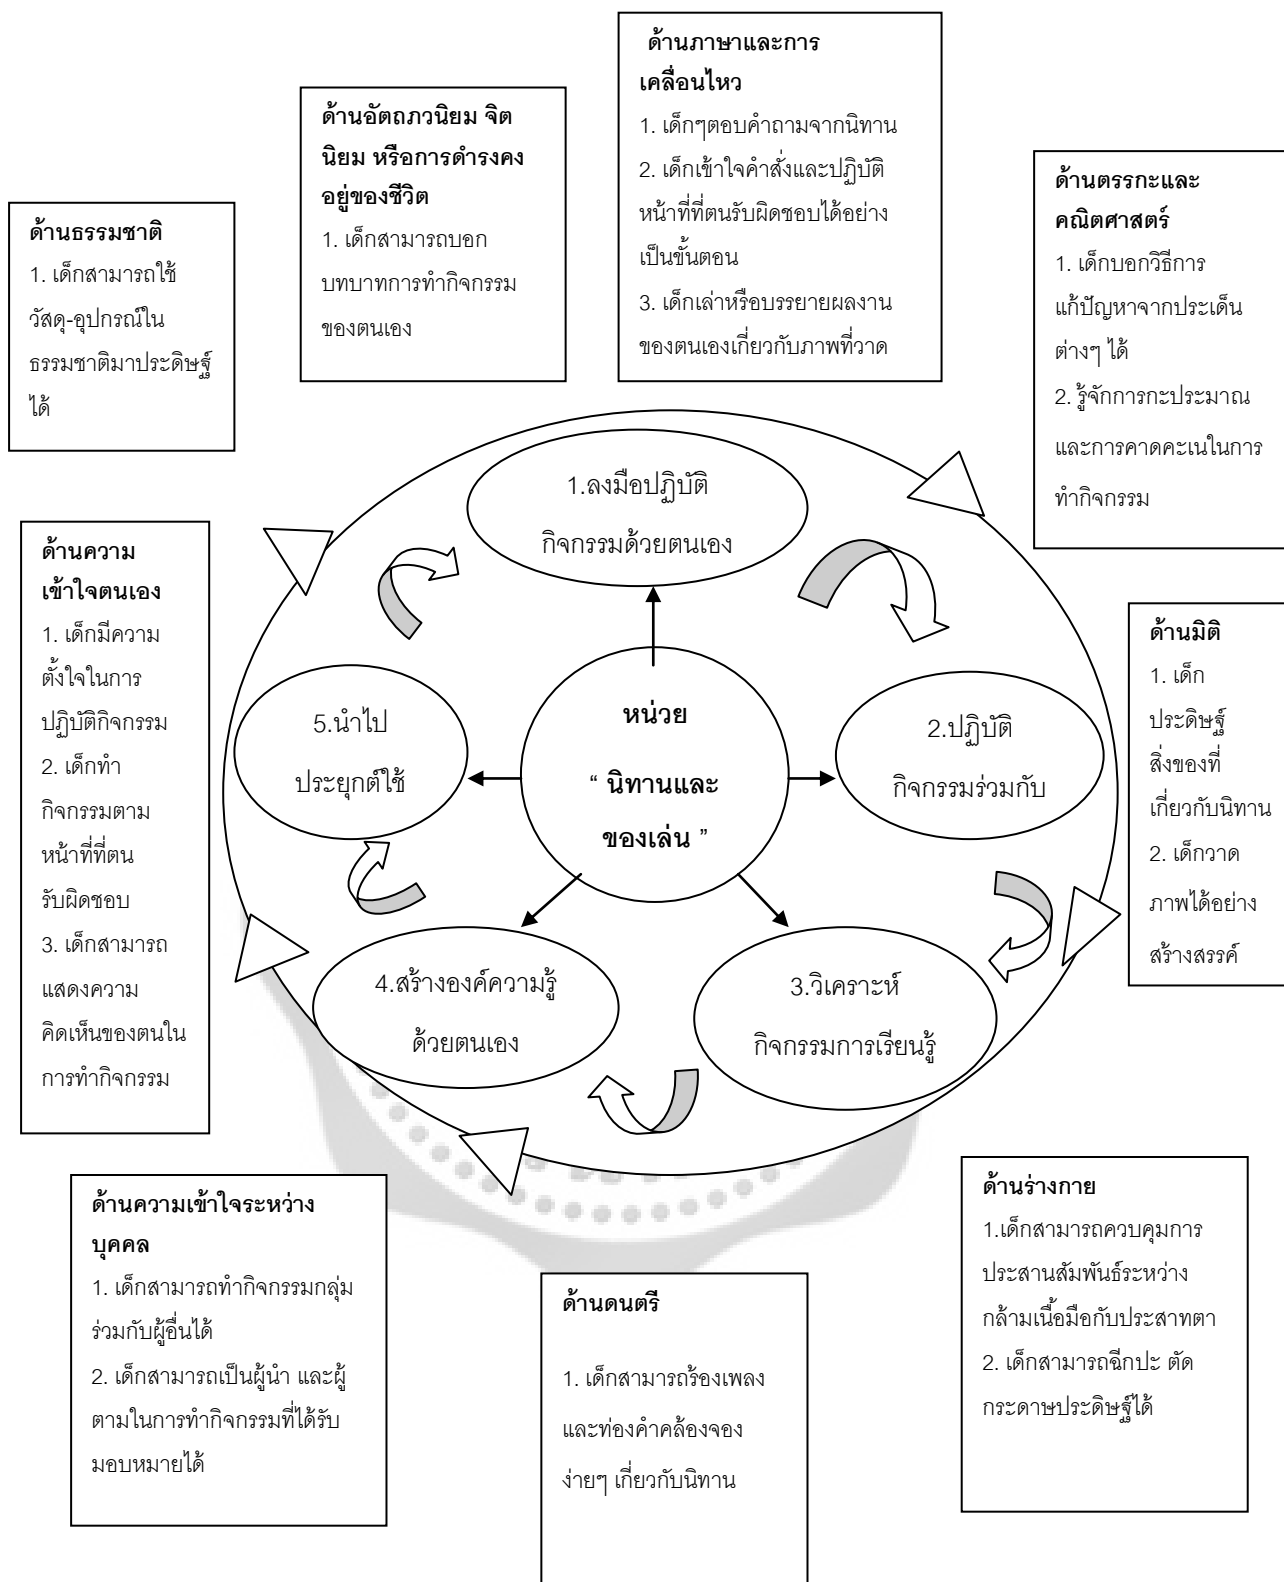 ด้านภาษาและการ
เคลื่อนไหว
1. เด็กๆตอบคำถามจากนิทาน
2. เด็กเข้าใจคำสั่งและปฏิบัติ
หน้าที่ที่ตนรับผิดชอบได้อย่าง
เป็นขั้นตอน
3. เด็กเล่าหรือบรรยายผลงาน
ของตนเองเกี่ยวกับภาพที่วาด
ด้านอัตถภวนิยม จิต
นิยม หรือการดำรงคง
อยู่ของชีวิต
1. เด็กสามารถบอก
บทบาทการทำกิจกรรม
ของตนเอง
ด้านตรรกะและ
คณิตศาสตร์
1. เด็กบอกวิธีการ
แก้ปัญหาจากประเด็น
ต่างๆ ได้
2. รู้จักการกะประมาณ
และการคาดคะเนในการ
ทำกิจกรรม
ด้านธรรมชาติ
1. เด็กสามารถใช้
วัสดุ-อุปกรณ์ใน
ธรรมชาติมาประดิษฐ์
ได้
1.ลงมือปฏิบัติ
กิจกรรมด้วยตนเอง
ด้านความ
เข้าใจตนเอง
1. เด็กมีความ
ตั้งใจในการ
ปฏิบัติกิจกรรม
2. เด็กทำ
กิจกรรมตาม
หน้าที่ที่ตน
รับผิดชอบ
3. เด็กสามารถ
แสดงความ
คิดเห็นของตนใน
การทำกิจกรรม
5.นำไป
ประยุกต์ใช้
หน่วย
“ นิทานและ
ของเล่น ”
2.ปฏิบัติ
กิจกรรมร่วมกับ
ด้านมิติ
1. เด็ก
ประดิษฐ์
สิ่งของที่
เกี่ยวกับนิทาน
2. เด็กวาด
ภาพได้อย่าง
สร้างสรรค์
4.สร้างองค์ความรู้
ด้วยตนเอง
3.วิเคราะห์
กิจกรรมการเรียนรู้
ด้านความเข้าใจระหว่าง
บุคคล
1. เด็กสามารถทำกิจกรรมกลุ่ม
ร่วมกับผู้อื่นได้
2. เด็กสามารถเป็นผู้นำ และผู้
ตามในการทำกิจกรรมที่ได้รับ
มอบหมายได้
ด้านดนตรี
1. เด็กสามารถร้องเพลง
และท่องคำคล้องจอง
ง่ายๆ เกี่ยวกับนิทาน
ด้านร่างกาย
1.เด็กสามารถควบคุมการ
ประสานสัมพันธ์ระหว่าง
กล้ามเนื้อมือกับประสาทตา
2. เด็กสามารถฉีกปะ ตัด
กระดาษประดิษฐ์ได้